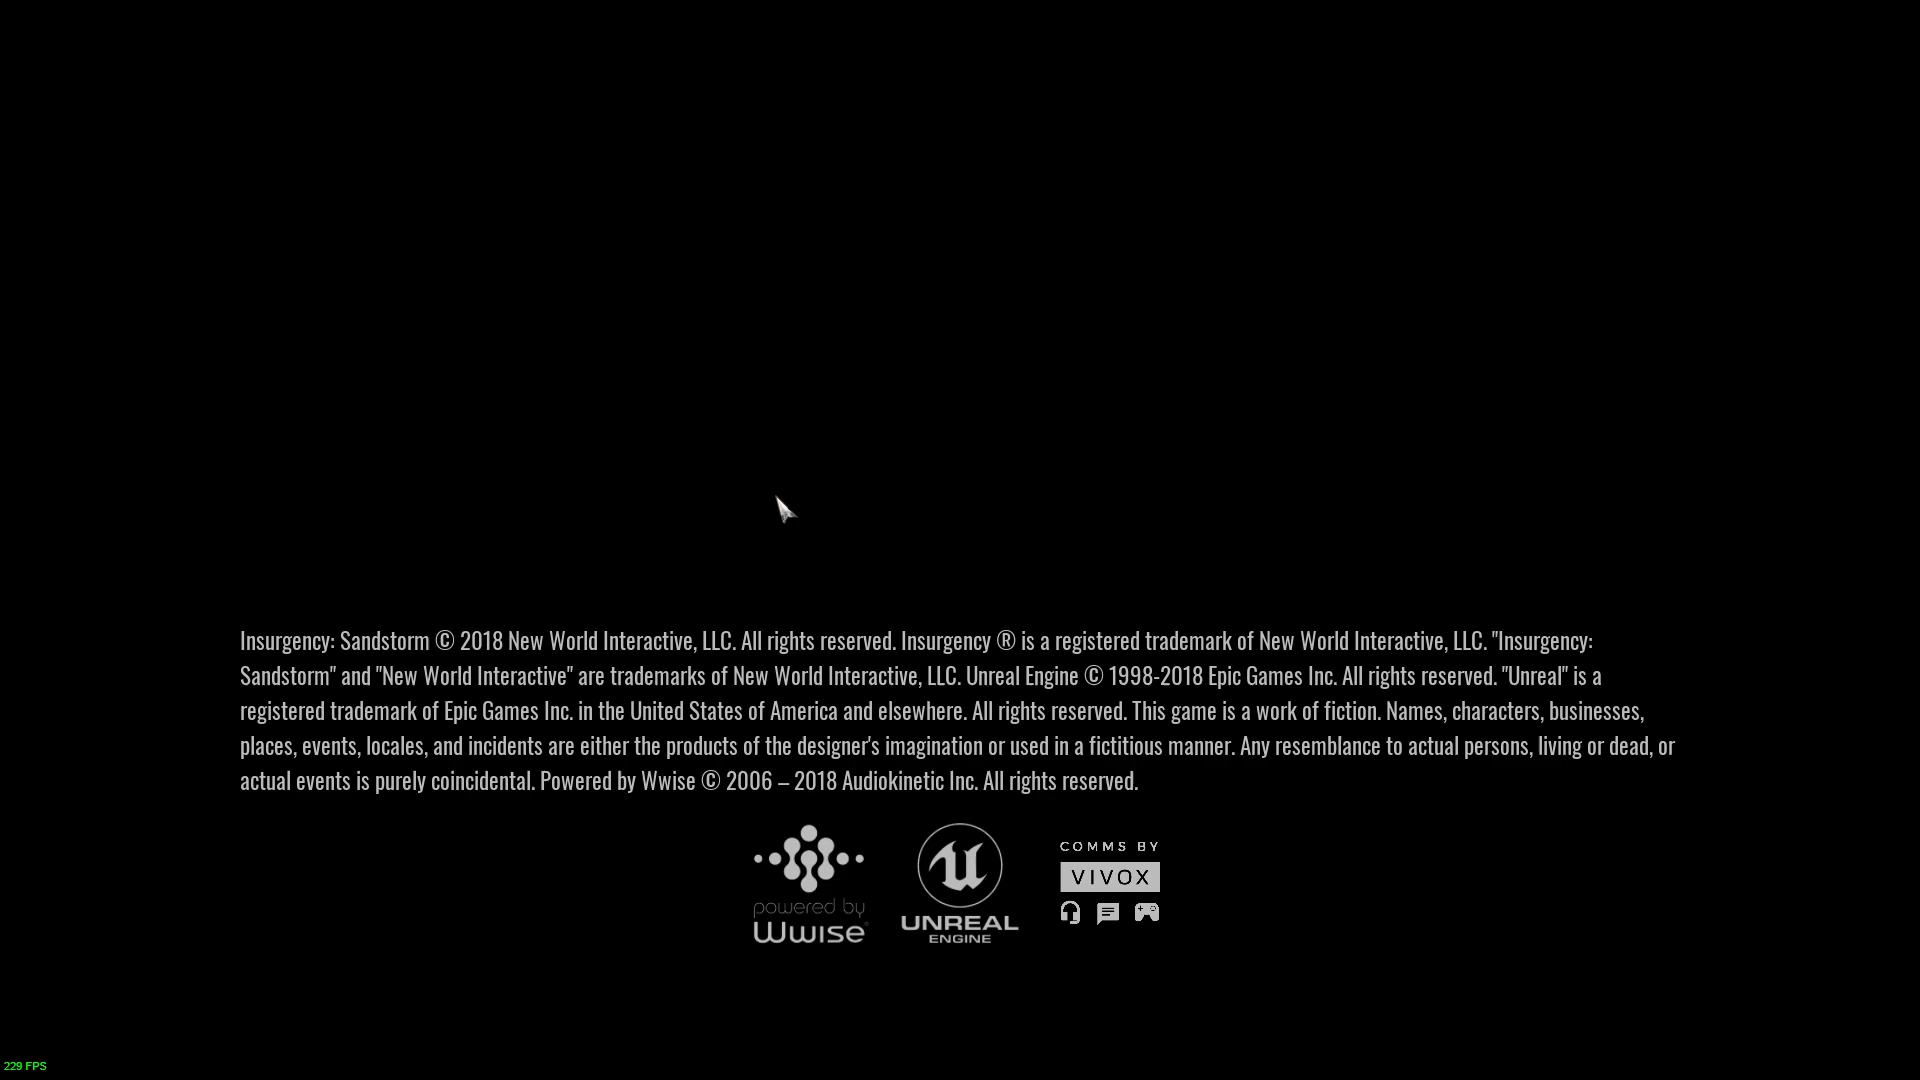 Insurgency: Sandstorm © 2018 New World Interactive, LLC. All rights reserved. Insurgency ® is a registered trademark of New World Interactive, LLC. "Insurgency:
Sandstorm" and "New World Interactive" are trademarks of New World Interactive, LLC. Unreal Engine © 1998-2018 Epic Games Inc. All rights reserved. "Unreal" is a
registered trademark of Epic Games Inc. in the United States of America and elsewhere. All rights reserved. This game is a work of fiction. Names, characters, businesses,
places, events, locales, and incidents are either the products of the designer's imagination or used in a fictitious manner. Any resemblance to actual persons, living or dead, or
actual events is purely coincidental. Powered by Wwise © 2006 – 2018 Audiokinetic Inc. All rights reserved.
powered by
Wwise
UNREAL
ENGINE
COMMS BY
VIVOX
229 FPS